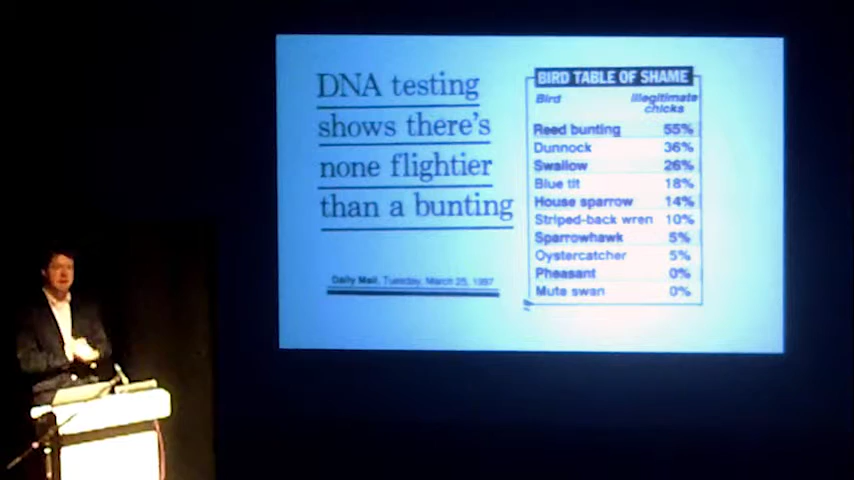 DNA testing
shows there's
none flightier
than a bunting
Daily Mail, Tuesday, March 25, 1997
BIRD TABLE OF SHAME
Bird illegitimate
chicks
Reed bunting 55%
Dunnock 36%
Swallow 26%
Blue tit 18%
House sparrow 14%
Striped-back wren 10%
Sparrowhawk 5%
Oystercatcher 5%
Pheasant 0%
Mute swan 0%